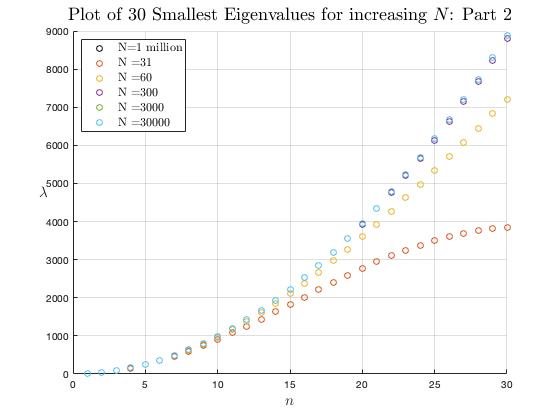 Plot of 30 Smallest Eigenvalues for increasing N: Part 2
9000
8000
7000
6000
5000
4000
3000
2000
1000
0
λ
N=1 million
N =31
N =60
N =300
N =3000
N =30000
0 5 10 15 20 25 30
n